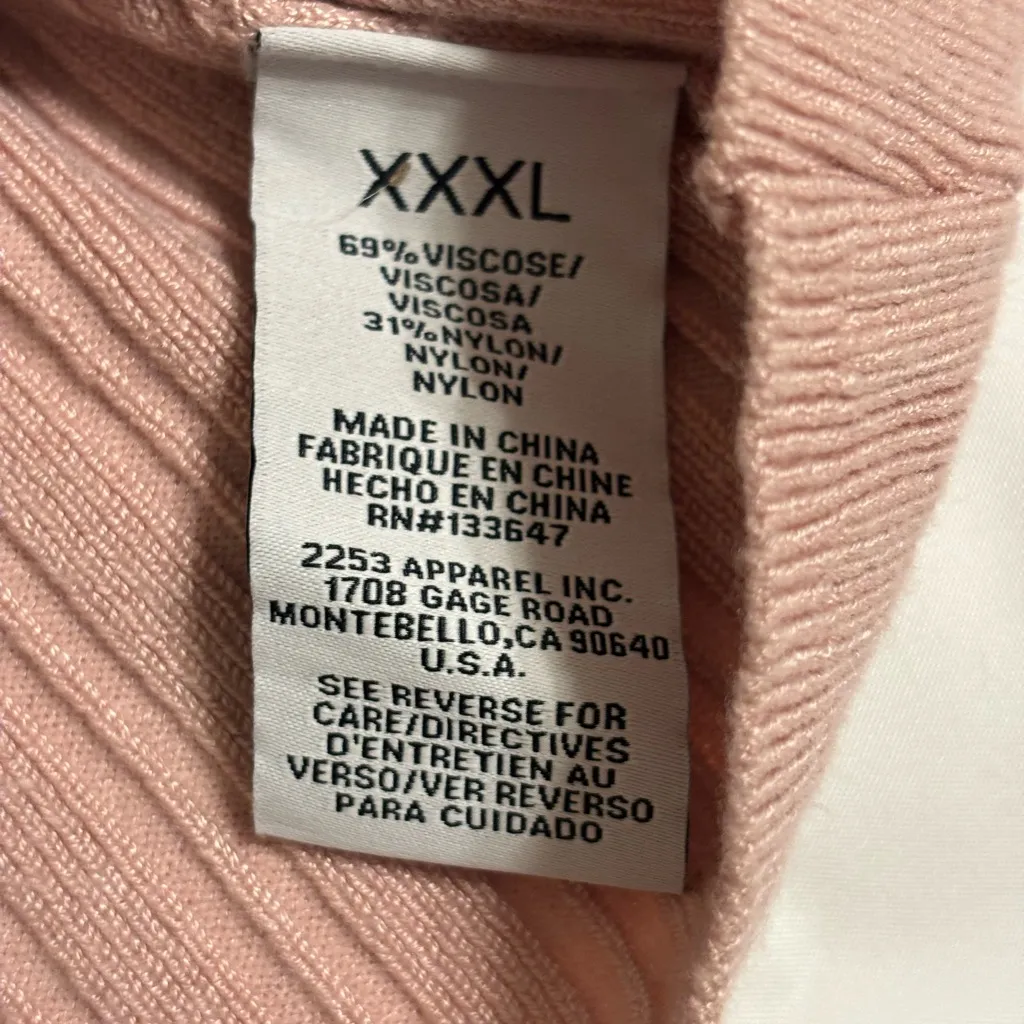 XXXL
69% VISCOSE/
VISCOSA/
VISCOSA
31% NYLON/
NYLON/
NYLON
MADE IN CHINA
FABRIQUE EN CHINE
HECHO EN CHINA
RN#133647
2253 APPAREL INC.
1708 GAGE ROAD
MONTEBELLO,CA 90640
U.S.A.
SEE REVERSE FOR
CARE/DIRECTIVES
D'ENTRETIEN AU
VERSO/VER REVERSO
PARA CUIDADO